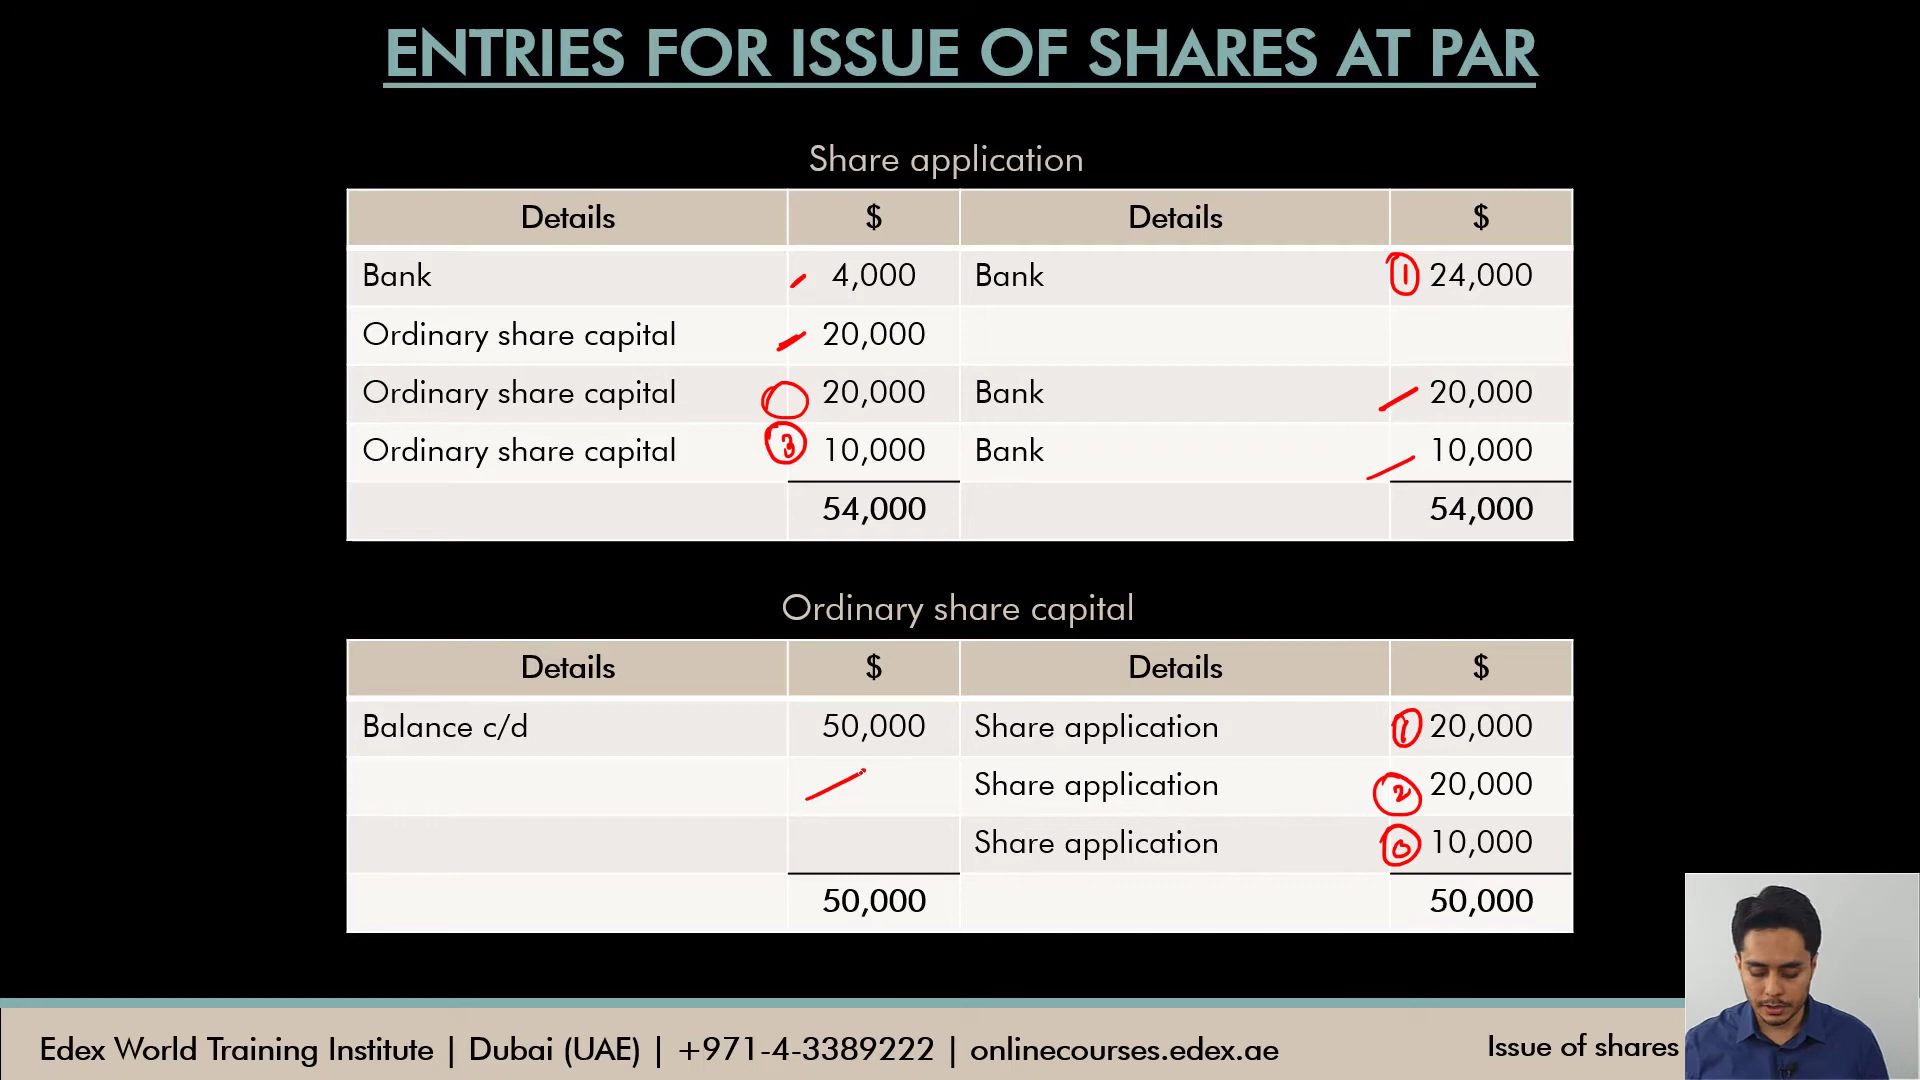 ENTRIES FOR ISSUE OF SHARES AT PAR
Share application
Details $ Details $
Bank 4,000 Bank 1 24,000
Ordinary share capital 20,000
Ordinary share capital 20,000 Bank 20,000
Ordinary share capital 3 10,000 Bank 10,000
54,000 54,000
Ordinary share capital
Details $ Details $
Balance c/d 50,000 Share application 1 20,000
Share application 2 20,000
Share application 10,000
50,000 50,000
Edex World Training Institute | Dubai (UAE) | +971-4-3389222 | onlinecourses.edex.ae
Issue of shares